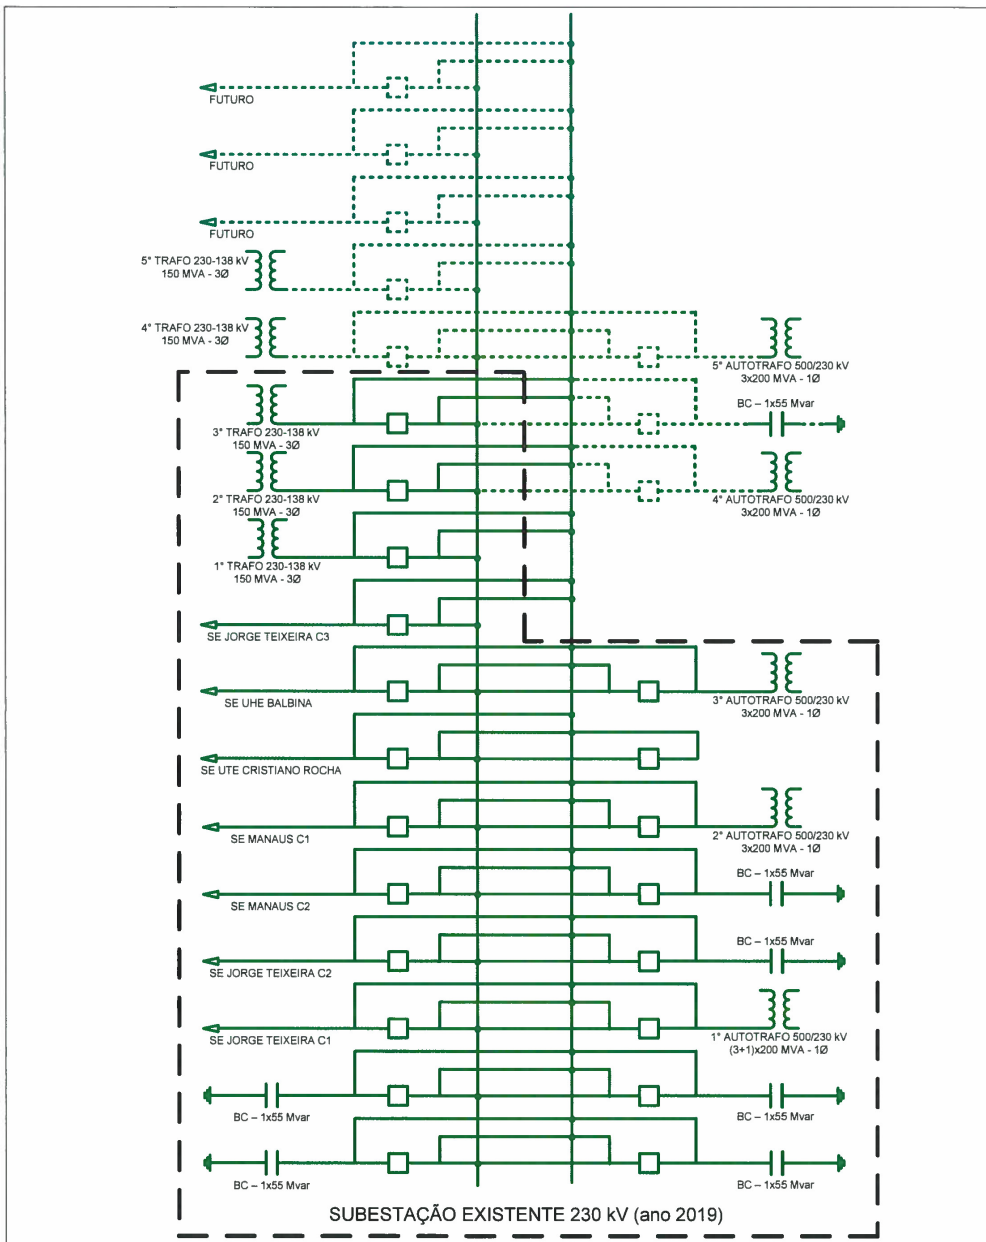 FUTURO
FUTURO
FUTURO
5° TRAFO 230-138 kV
150 MVA - 3Ø
4° TRAFO 230-138 kV
150 MVA - 3Ø
5° AUTOTRAFO 500/230 kV
3x200 MVA - 1Ø
BC – 1x55 Mvar
3° TRAFO 230-138 kV
150 MVA - 3Ø
2° TRAFO 230-138 kV
150 MVA - 3Ø
4° AUTOTRAFO 500/230 kV
3x200 MVA - 1Ø
1° TRAFO 230-138 kV
150 MVA - 3Ø
SE JORGE TEIXEIRA C3
SE UHE BALBINA
3° AUTOTRAFO 500/230 kV
3x200 MVA - 1Ø
SE UTE CRISTIANO ROCHA
SE MANAUS C1
2° AUTOTRAFO 500/230 kV
3x200 MVA - 1Ø
BC – 1x55 Mvar
SE MANAUS C2
BC – 1x55 Mvar
SE JORGE TEIXEIRA C2
SE JORGE TEIXEIRA C1
1° AUTOTRAFO 500/230 kV
(3+1)x200 MVA - 1Ø
BC – 1x55 Mvar
BC – 1x55 Mvar
BC – 1x55 Mvar
BC – 1x55 Mvar
SUBESTAÇÃO EXISTENTE 230 kV (ano 2019)